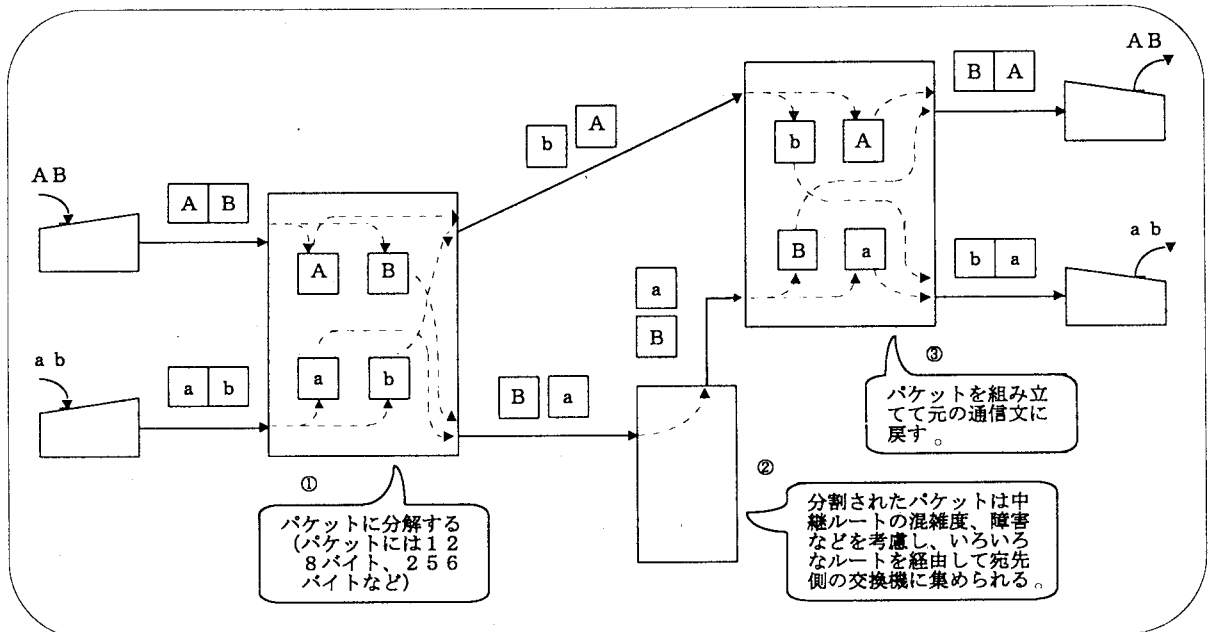 AB
A B
A B
a b
a b
a b
①
パケットに分解する
(パケットには12
8バイト、256
バイトなど)
b A
B a
a
B
②
分割されたパケットは中
継ルートの混雑度、障害
などを考慮し、いろいろ
なルートを経由して宛先
側の交換機に集められる。
b A
B a
③
パケットを組み立
てて元の通信文に
戻す。
B A
AB
b a
a b